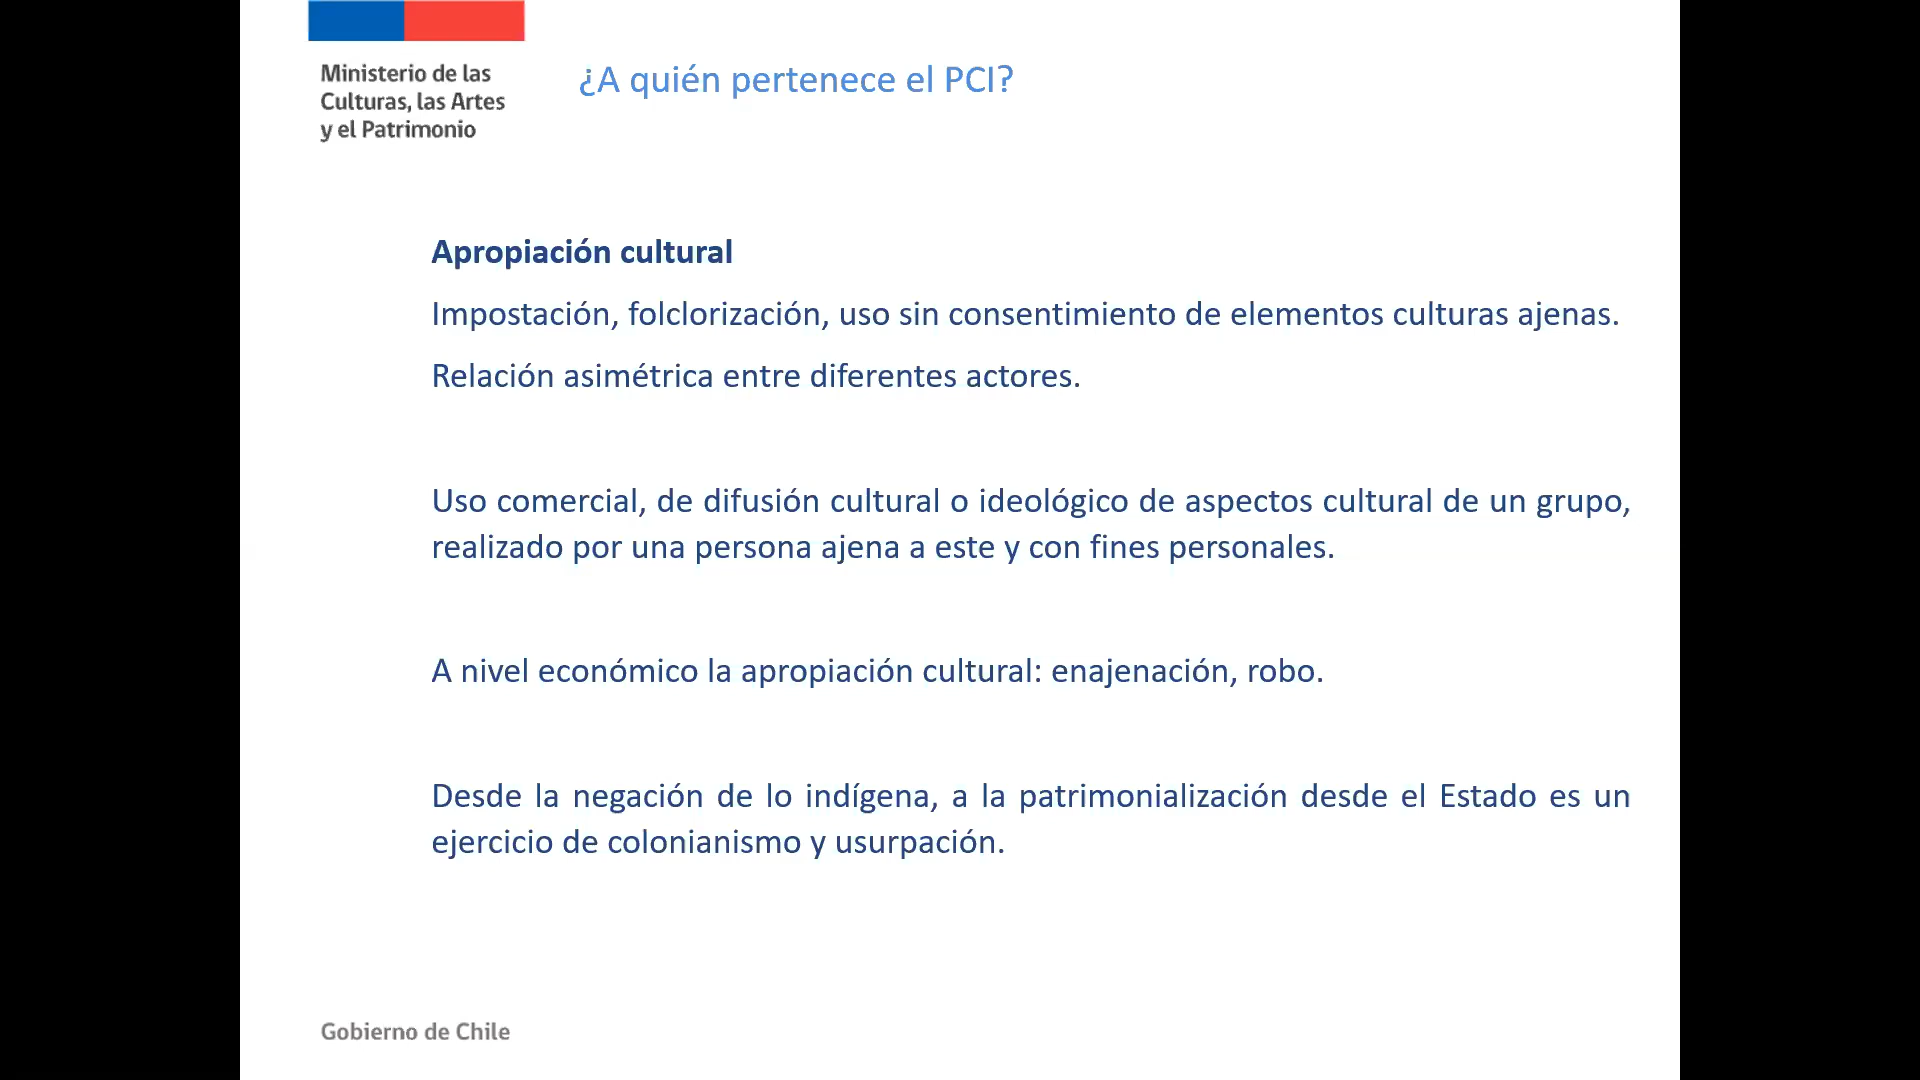 Ministerio de las
Culturas, las Artes
y el Patrimonio
¿A quién pertenece el PCI?
Apropiación cultural
Impostación, folclorización, uso sin consentimiento de elementos culturas ajenas.
Relación asimétrica entre diferentes actores.
Uso comercial, de difusión cultural o ideológico de aspectos cultural de un grupo,
realizado por una persona ajena a este y con fines personales.
A nivel económico la apropiación cultural: enajenación, robo.
Desde la negación de lo indígena, a la patrimonialización desde el Estado es un
ejercicio de colonianismo y usurpación.
Gobierno de Chile